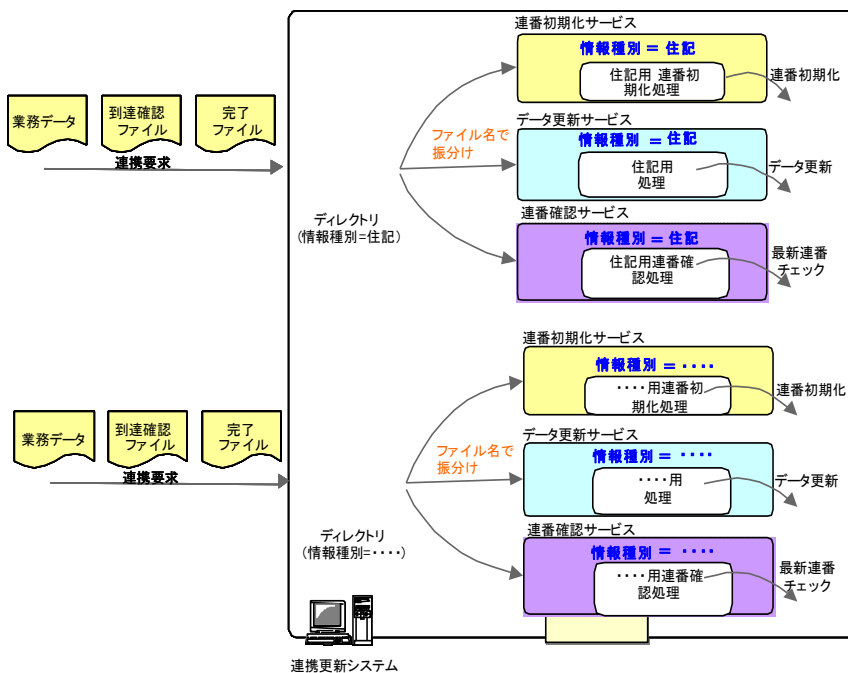 連番初期化サービス
情報種別 = 住記
住記用 連番初
期化処理
連番初期化
業務データ
到達確認
ファイル
完了
ファイル
連携要求
ファイル名で
振分け
データ更新サービス
情報種別 = 住記
住記用
処理
データ更新
ディレクトリ
(情報種別=住記)
連番確認サービス
情報種別 = 住記
住記用連番確
認処理
最新連番
チェック
連番初期化サービス
情報種別 = ・・・・
・・・・用連番初
期化処理
連番初期化
業務データ
到達確認
ファイル
完了
ファイル
連携要求
ファイル名で
振分け
データ更新サービス
情報種別 = ・・・・
・・・・用
処理
データ更新
ディレクトリ
(情報種別=・・・・)
連番確認サービス
情報種別 = ・・・・
・・・・用連番確
認処理
最新連番
チェック
連携更新システム